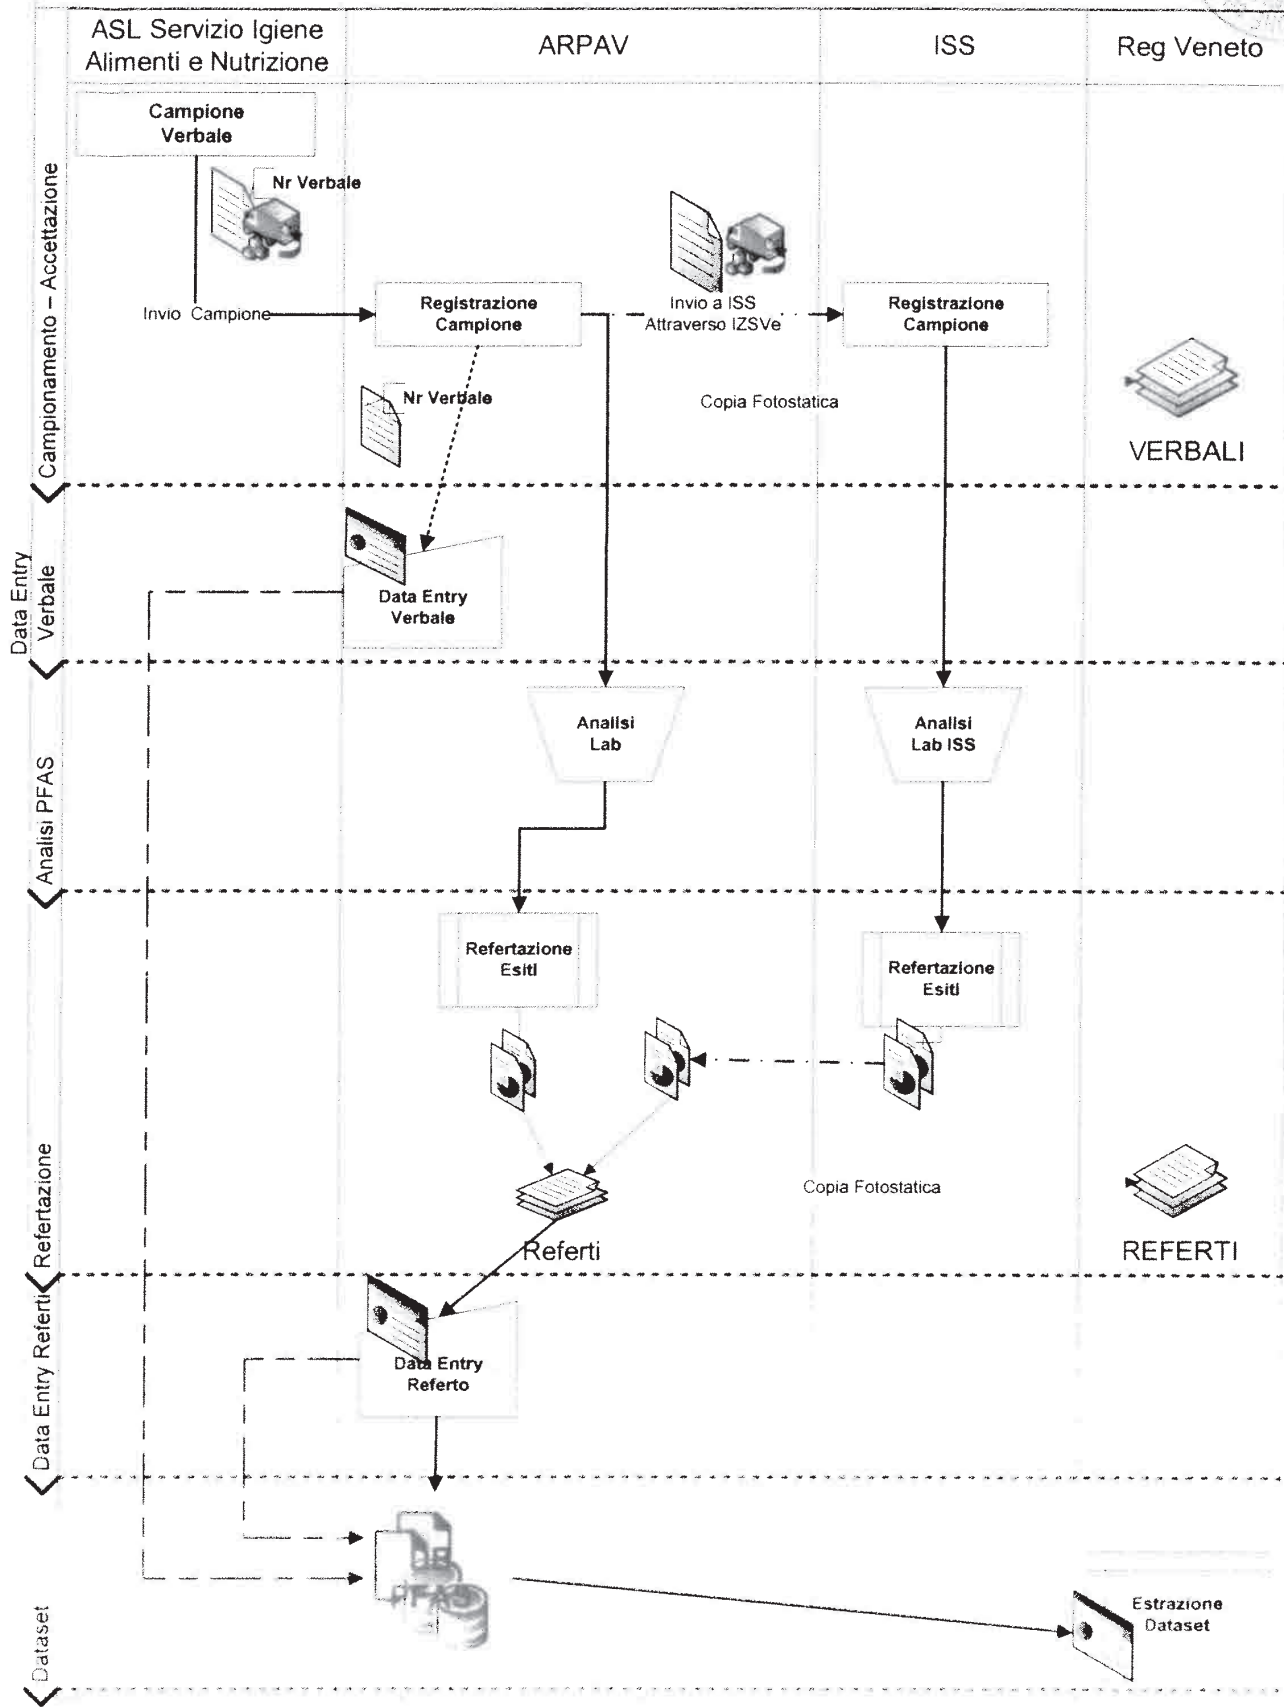 ASL Servizio Igiene
Alimenti e Nutrizione
ARPAV
ISS
Reg Veneto
Campionamento – Accettazione
Campione
Verbale
Nr Verbale
Invio Campione
Registrazione
Campione
Invio a ISS
Attraverso IZSVe
Registrazione
Campione
Nr Verbale
Copia Fotostatica
VERBALI
Data Entry
Verbale
Data Entry
Verbale
Analisi PFAS
Analisi
Lab
Analisi
Lab ISS
Refertazione
Refertazione
Esiti
Refertazione
Esiti
Copia Fotostatica
Referti
REFERTI
Data Entry Referti
Data Entry
Referto
Dataset
PFAS
Estrazione
Dataset